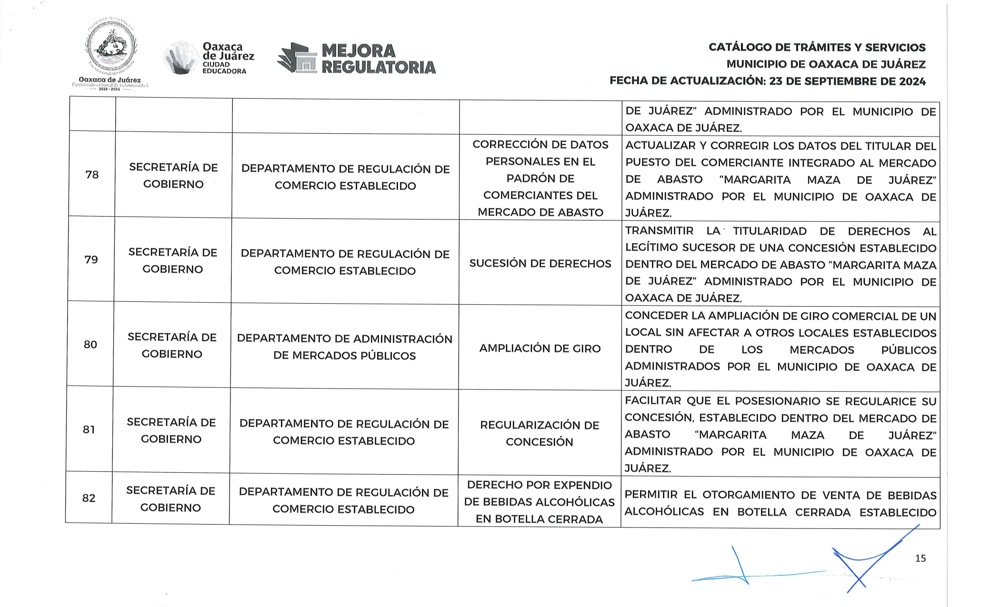 Oaxaca de Juárez
Patrimonio cultural de la humanidad
2022 - 2024
Oaxaca
de Juárez
CIUDAD
EDUCADORA
MEJORA
REGULATORIA
CATÁLOGO DE TRÁMITES Y SERVICIOS
MUNICIPIO DE OAXACA DE JUÁREZ
FECHA DE ACTUALIZACIÓN: 23 DE SEPTIEMBRE DE 2024
DE JUÁREZ” ADMINISTRADO POR EL MUNICIPIO DE
OAXACA DE JUÁREZ.
78
SECRETARÍA DE
GOBIERNO
DEPARTAMENTO DE REGULACIÓN DE
COMERCIO ESTABLECIDO
CORRECCIÓN DE DATOS
PERSONALES EN EL
PADRÓN DE
COMERCIANTES DEL
MERCADO DE ABASTO
ACTUALIZAR Y CORREGIR LOS DATOS DEL TITULAR DEL
PUESTO DEL COMERCIANTE INTEGRADO AL MERCADO
DE ABASTO “MARGARITA MAZA DE JUÁREZ”
ADMINISTRADO POR EL MUNICIPIO DE OAXACA DE
JUÁREZ.
79
SECRETARÍA DE
GOBIERNO
DEPARTAMENTO DE REGULACIÓN DE
COMERCIO ESTABLECIDO
SUCESIÓN DE DERECHOS
TRANSMITIR LA TITULARIDAD DE DERECHOS AL
LEGÍTIMO SUCESOR DE UNA CONCESIÓN ESTABLECIDO
DENTRO DEL MERCADO DE ABASTO “MARGARITA MAZA
DE JUÁREZ” ADMINISTRADO POR EL MUNICIPIO DE
OAXACA DE JUÁREZ.
80
SECRETARÍA DE
GOBIERNO
DEPARTAMENTO DE ADMINISTRACIÓN
DE MERCADOS PÚBLICOS
AMPLIACIÓN DE GIRO
CONCEDER LA AMPLIACIÓN DE GIRO COMERCIAL DE UN
LOCAL SIN AFECTAR A OTROS LOCALES ESTABLECIDOS
DENTRO DE LOS MERCADOS PÚBLICOS
ADMINISTRADOS POR EL MUNICIPIO DE OAXACA DE
JUÁREZ.
81
SECRETARÍA DE
GOBIERNO
DEPARTAMENTO DE REGULACIÓN DE
COMERCIO ESTABLECIDO
REGULARIZACIÓN DE
CONCESIÓN
FACILITAR QUE EL POSESIONARIO SE REGULARICE SU
CONCESIÓN, ESTABLECIDO DENTRO DEL MERCADO DE
ABASTO “MARGARITA MAZA DE JUÁREZ”
ADMINISTRADO POR EL MUNICIPIO DE OAXACA DE
JUÁREZ.
82
SECRETARÍA DE
GOBIERNO
DEPARTAMENTO DE REGULACIÓN DE
COMERCIO ESTABLECIDO
DERECHO POR EXPENDIO
DE BEBIDAS ALCOHÓLICAS
EN BOTELLA CERRADA
PERMITIR EL OTORGAMIENTO DE VENTA DE BEBIDAS
ALCOHÓLICAS EN BOTELLA CERRADA ESTABLECIDO
15